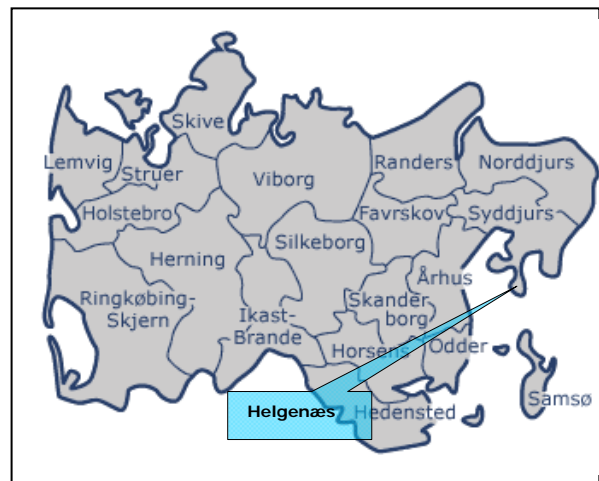 Skive
Lemvig
Struer
Viborg
Randers
Norddjurs
Holstebro
Favrskov
Syddjurs
Silkeborg
Herning
Århus
Ringkøbing-
Skjern
Skander
borg
Ikast-
Brande
Horsens
Odder
Samsø
Helgenæs
Hedensted